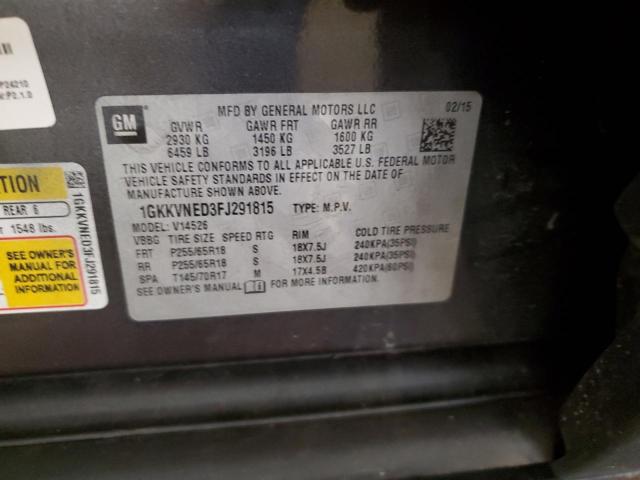 P24210
P2.1.0
TION
REAR 6
1548 lbs.
SEE OWNER'S
MANUAL FOR
ADDITIONAL
INFORMATION
1GKKVNED3FJ291815
GM
MFD BY GENERAL MOTORS LLC 02/15
GVWR GAWR FRT GAWR RR
2930 KG 1450 KG 1600 KG
6459 LB 3196 LB 3527 LB
THIS VEHICLE CONFORMS TO ALL APPLICABLE U.S. FEDERAL MOTOR
VEHICLE SAFETY STANDARDS IN EFFECT ON THE DATE OF
MANUFACTURE SHOWN ABOVE.
1GKKVNED3FJ291815 TYPE: M.P.V.
MODEL: V14526
VBBG TIRE SIZE SPEED RTG RIM COLD TIRE PRESSURE
FRT P255/65R18 S 18X7.5J 240KPA(35PSI)
RR P255/65R18 S 18X7.5J 240KPA(35PSI)
SPA T145/70R17 M 17X4.5B 420KPA(60PSI)
SEE OWNER'S MANUAL FOR MORE INFORMATION.